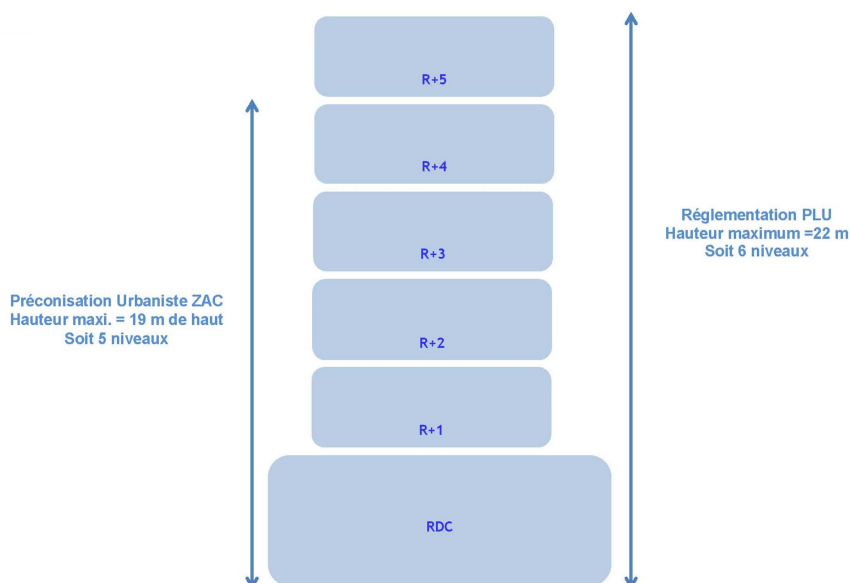 R+5
R+4
R+3
R+2
R+1
RDC
Préconisation Urbaniste ZAC
Hauteur maxi. = 19 m de haut
Soit 5 niveaux
Réglementation PLU
Hauteur maximum =22 m
Soit 6 niveaux